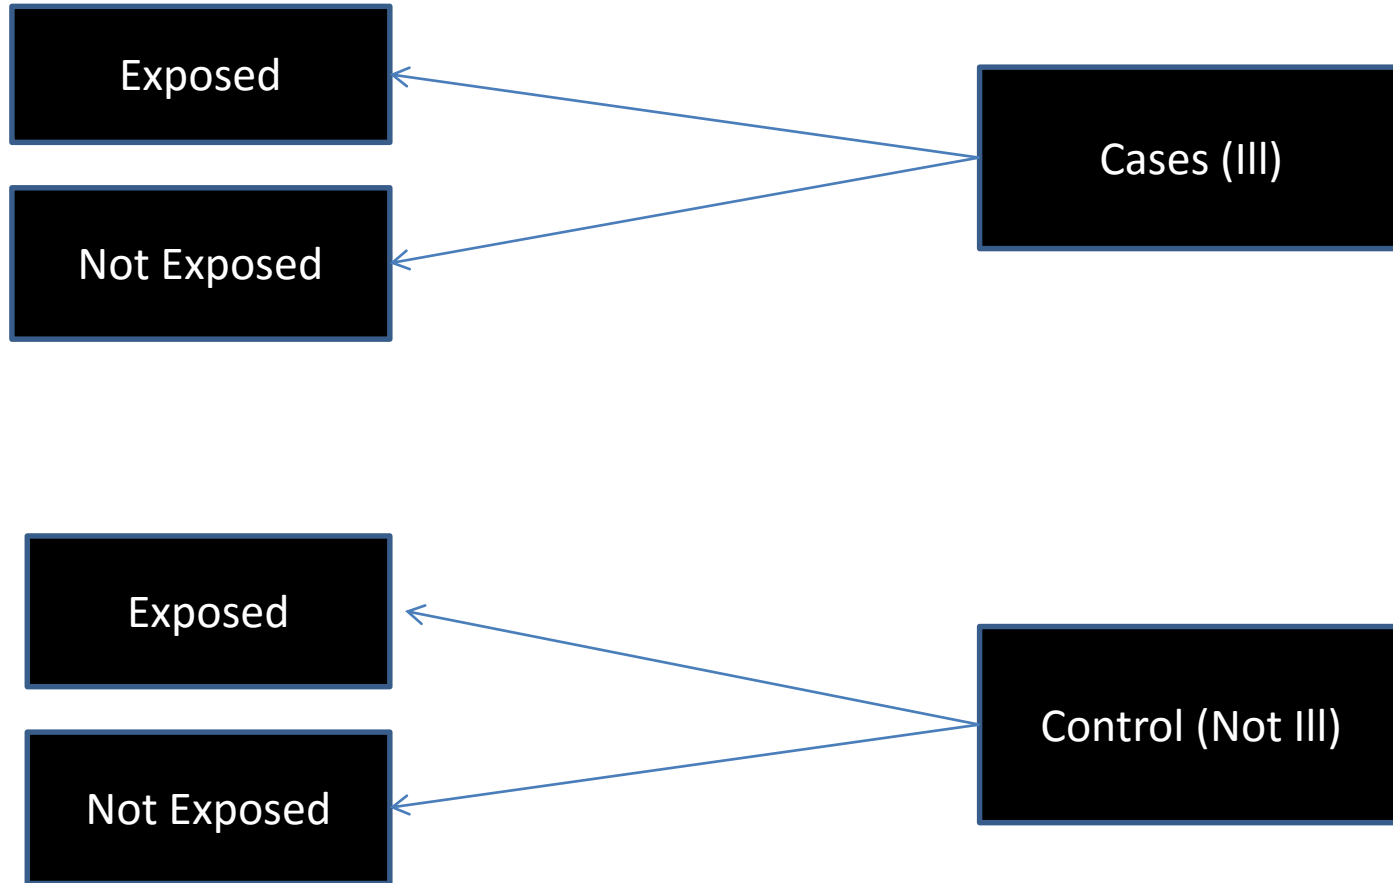 Exposed
Cases (Ill)
Not Exposed
Exposed
Control (Not Ill)
Not Exposed